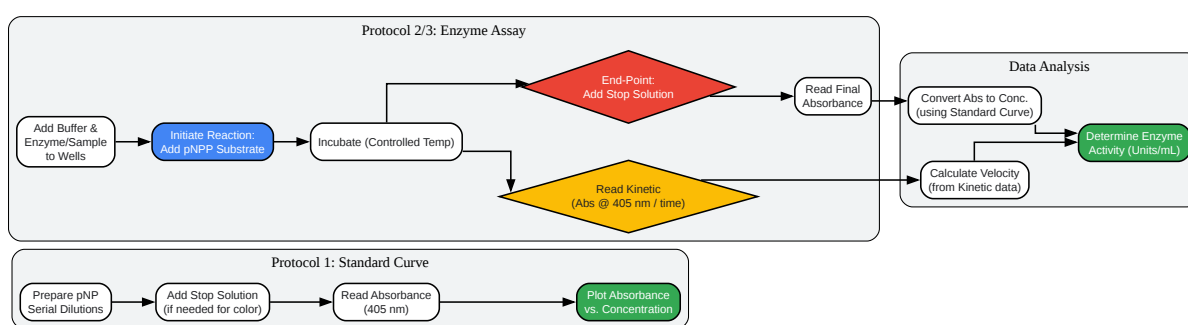 Protocol 2/3: Enzyme Assay
Add Buffer &
Enzyme/Sample
to Wells
Initiate Reaction:
Add pNPP Substrate
Incubate (Controlled Temp)
End-Point:
Add Stop Solution
Read Final
Absorbance
Read Kinetic
(Abs @ 405 nm / time)
Data Analysis
Convert Abs to Conc.
(using Standard Curve)
Calculate Velocity
(from Kinetic data)
Determine Enzyme
Activity (Units/mL)
Protocol 1: Standard Curve
Prepare pNP
Serial Dilutions
Add Stop Solution
(if needed for color)
Read Absorbance
(405 nm)
Plot Absorbance
vs. Concentration